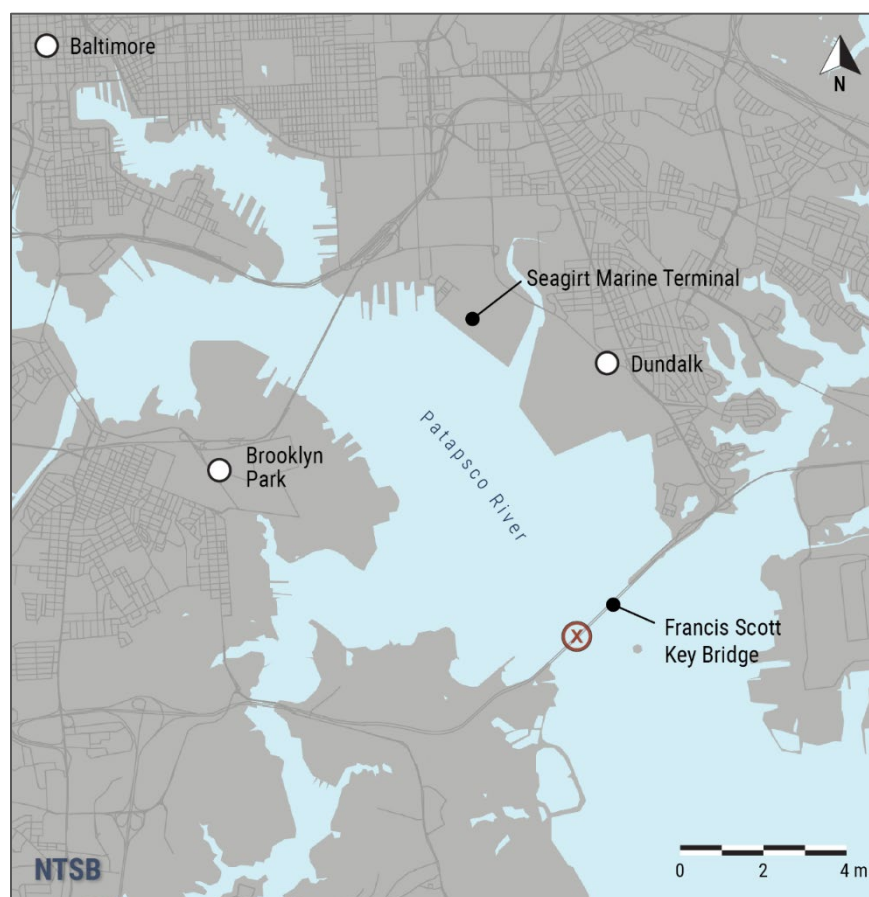 Baltimore
N
Seagirt Marine Terminal
Dundalk
Patapsco River
Brooklyn
Park
X
Francis Scott
Key Bridge
NTSB
0 2 4 m